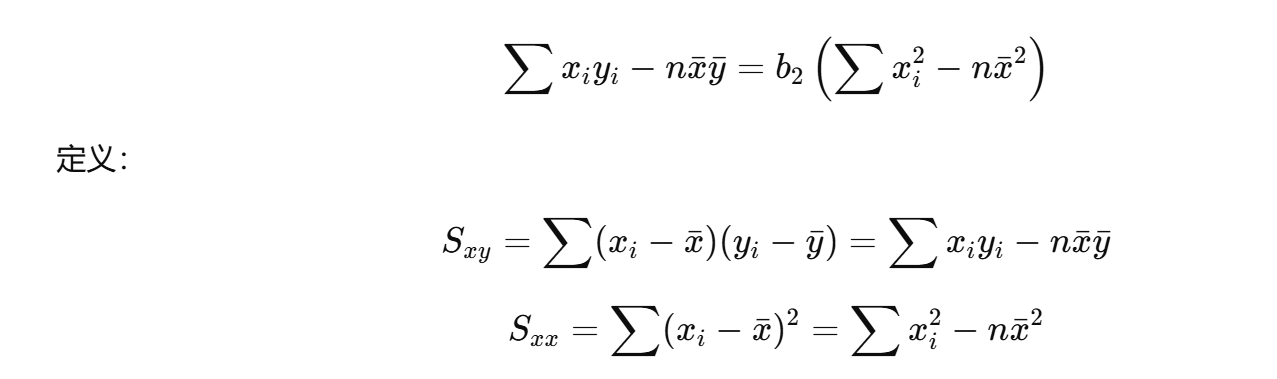 ∑ xᵢyᵢ − nx̄ȳ = b₂ (∑ xᵢ² − nx̄²)
定义：
Sₓᵧ = ∑(xᵢ − x̄)(yᵢ − ȳ) = ∑ xᵢyᵢ − nx̄ȳ
Sₓₓ = ∑(xᵢ − x̄)² = ∑ xᵢ² − nx̄²